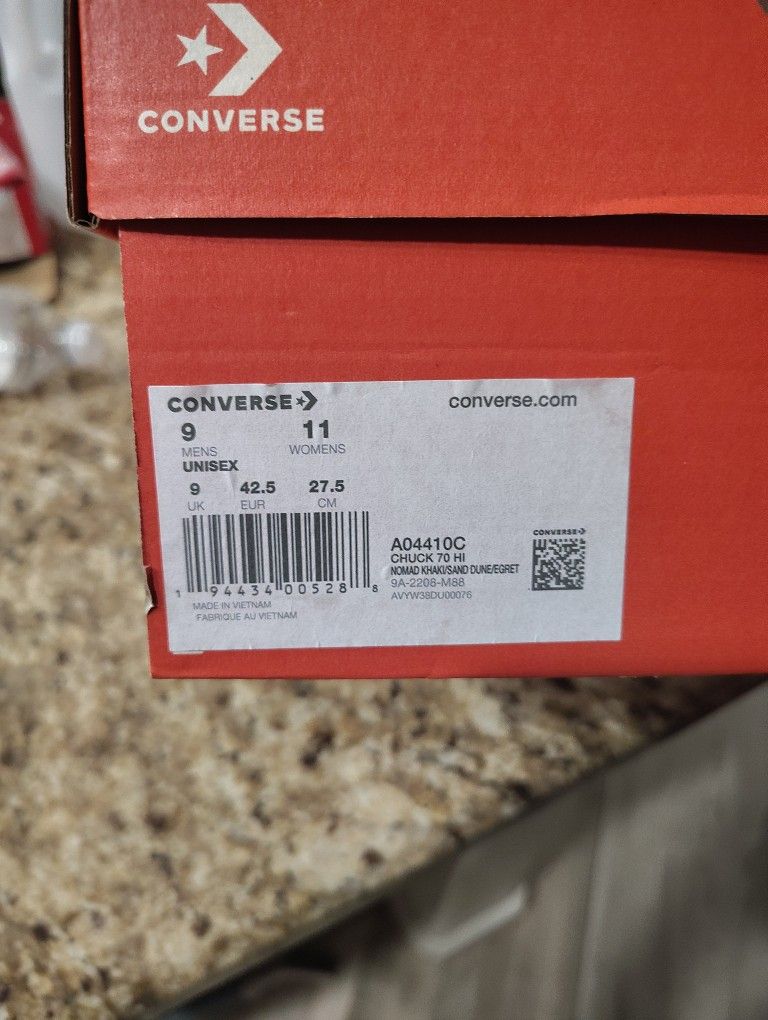 CONVERSE
CONVERSE
converse.com
9 11
MENS WOMENS
UNISEX
9 42.5 27.5
UK EUR CM
1 94434 00528 8
A04410C
CHUCK 70 HI
NOMAD KHAKI/SAND DUNE/EGRET
9A-2208-M88
AVYW38DU00076
CONVERSE
MADE IN VIETNAM
FABRIQUE AU VIETNAM